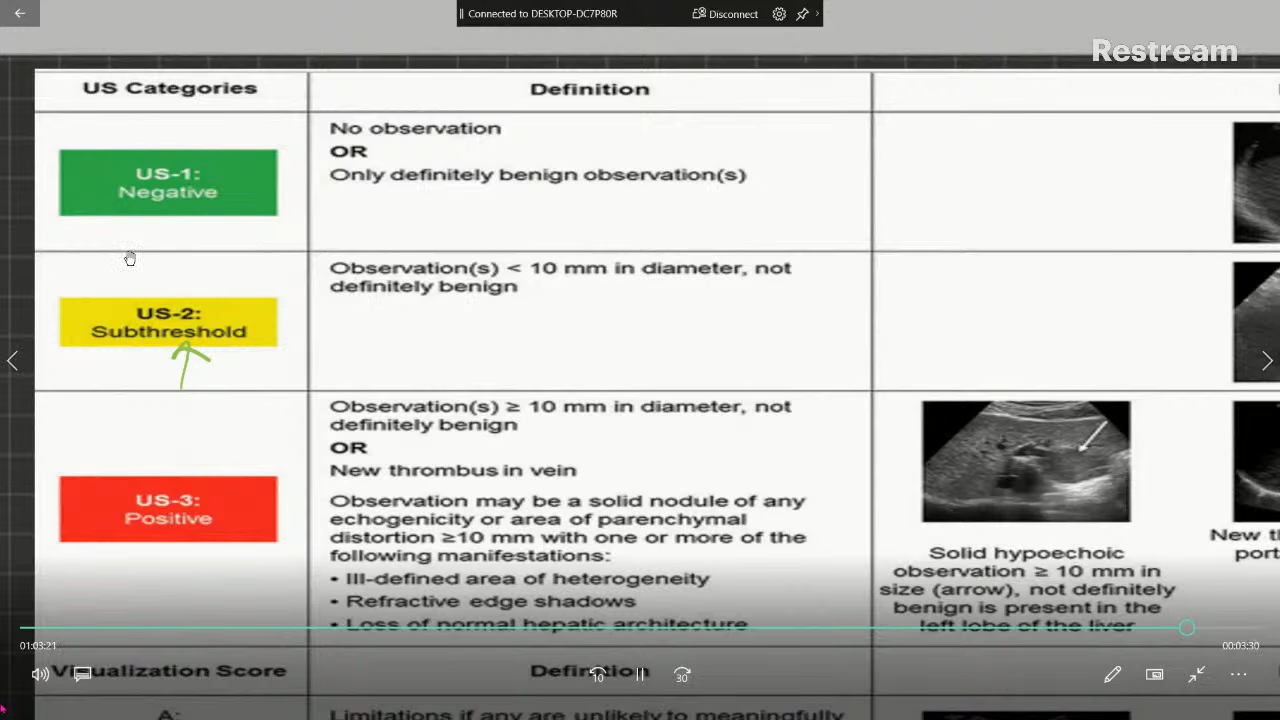 Connected to DESKTOP-DC7P80R
Disconnect
Restream
US Categories
Definition
US-1:
Negative
No observation
OR
Only definitely benign observation(s)
US-2:
Subthreshold
Observation(s) < 10 mm in diameter, not
definitely benign
US-3:
Positive
Observation(s) ≥ 10 mm in diameter, not
definitely benign
OR
New thrombus in vein
Observation may be a solid nodule of any
echogenicity or area of parenchymal
distortion ≥10 mm with one or more of the
following manifestations:
• Ill-defined area of heterogeneity
• Refractive edge shadows
• Loss of normal hepatic architecture
Solid hypoechoic
observation ≥ 10 mm in
size (arrow), not definitely
benign is present in the
left lobe of the liver
New th
port
01:03:21
00:03:30
10
30
Visualization Score
Definition
A:
Limitations if any are unlikely to meaningfully